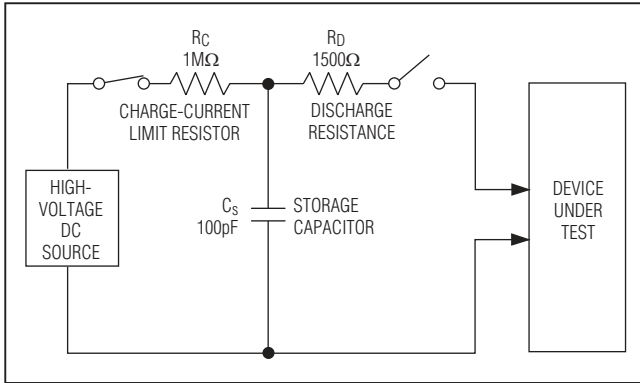 RC
1MΩ
CHARGE-CURRENT
LIMIT RESISTOR
RD
1500Ω
DISCHARGE
RESISTANCE
HIGH-
VOLTAGE
DC
SOURCE
CS
100pF
STORAGE
CAPACITOR
DEVICE
UNDER
TEST